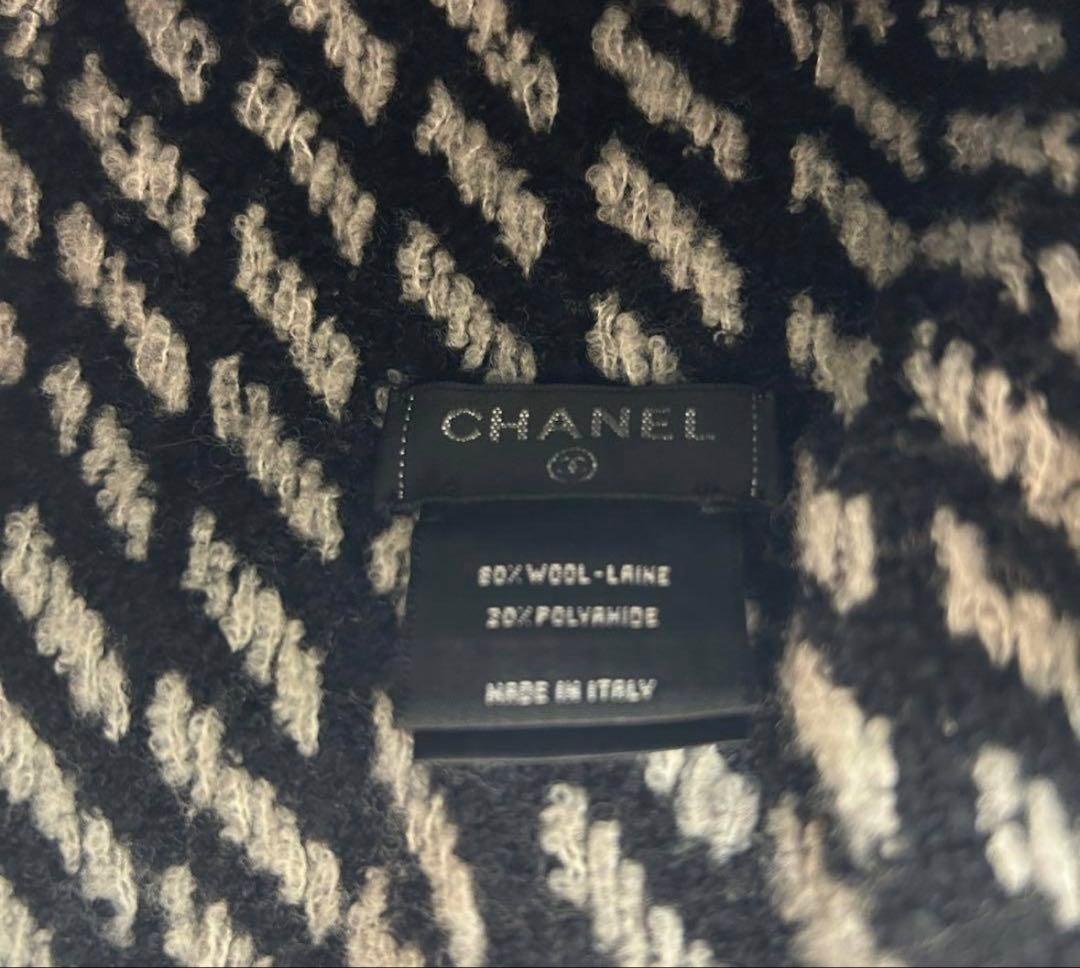 CHANEL
80% WOOL-LAINE
20% POLYAMIDE
MADE IN ITALY